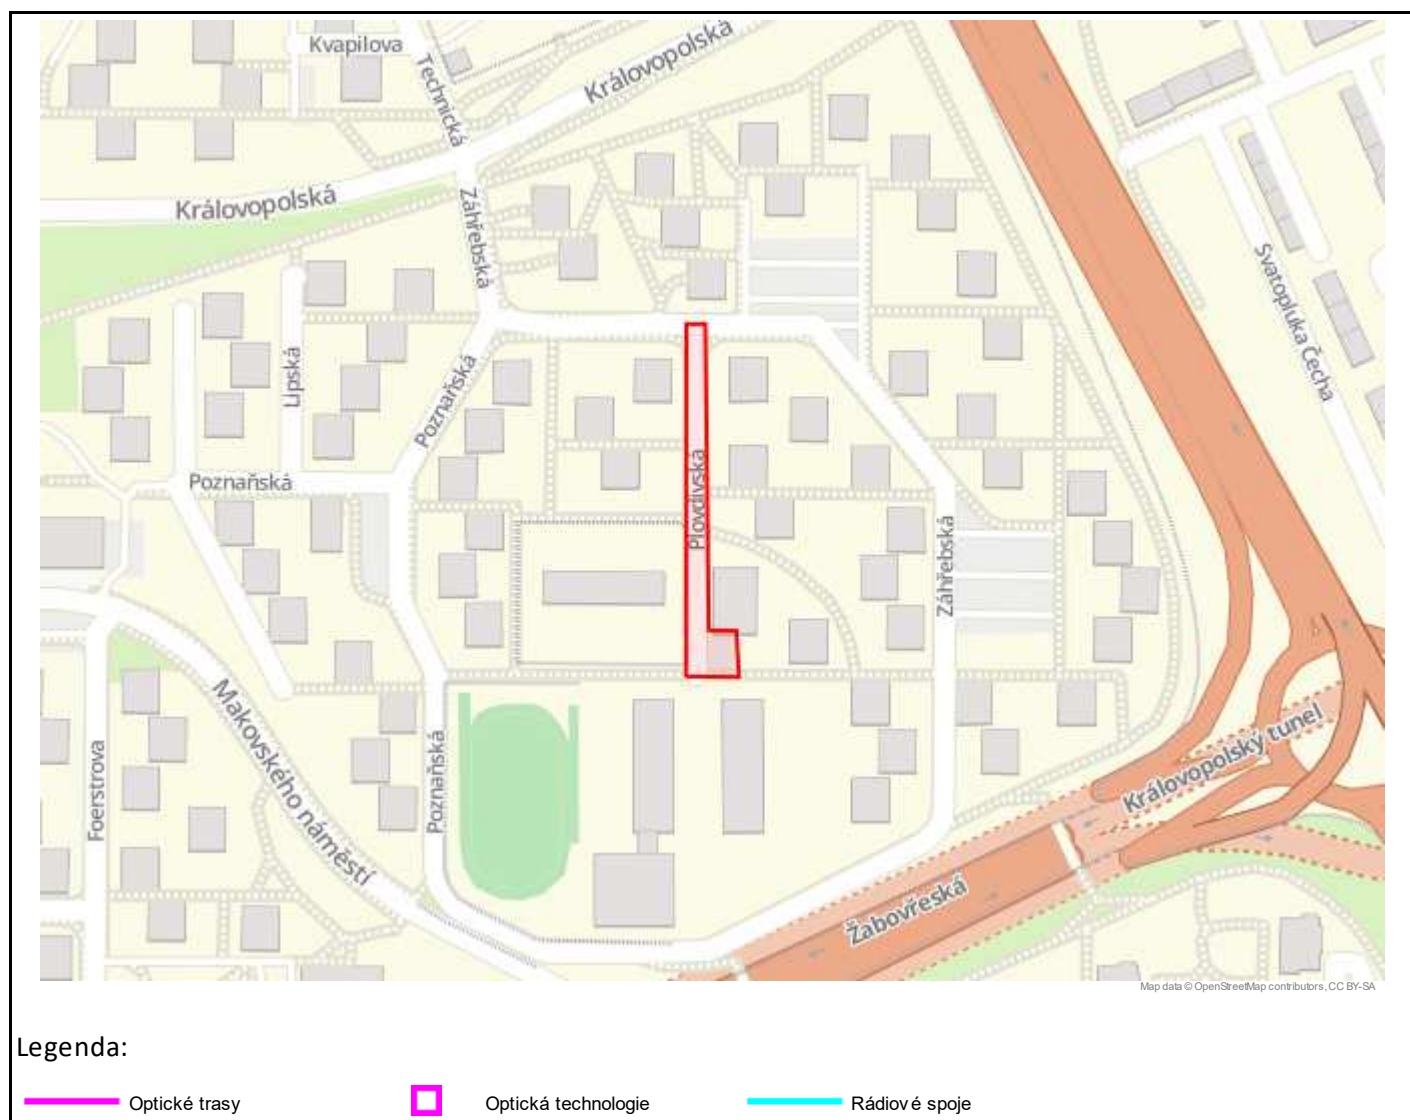 Kvapilova
Technická
Královopolská
Královopolská
Záhřebská
Svatopluka Čecha
Lipská
Poznaňská
Poznaňská
Plovdivská
Záhřebská
Makovského náměstí
Foerstrova
Poznaňská
Královopolský tunel
Žabovřeská
Map data © OpenStreetMap contributors, CC BY-SA
Legenda:
Optické trasy
Optická technologie
Rádiové spoje